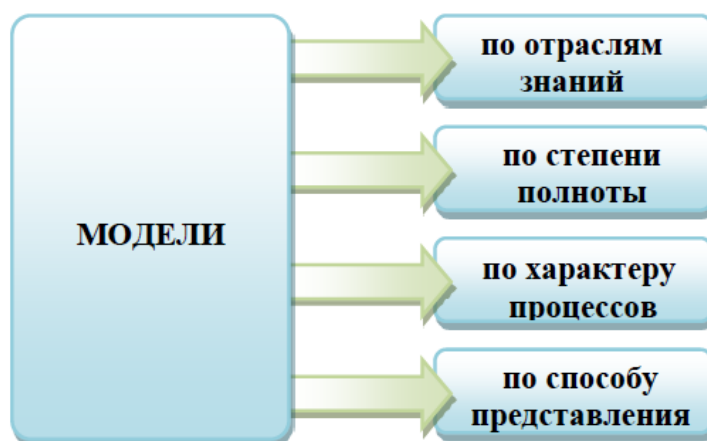 МОДЕЛИ
по отраслям
знаний
по степени
полноты
по характеру
процессов
по способу
представления